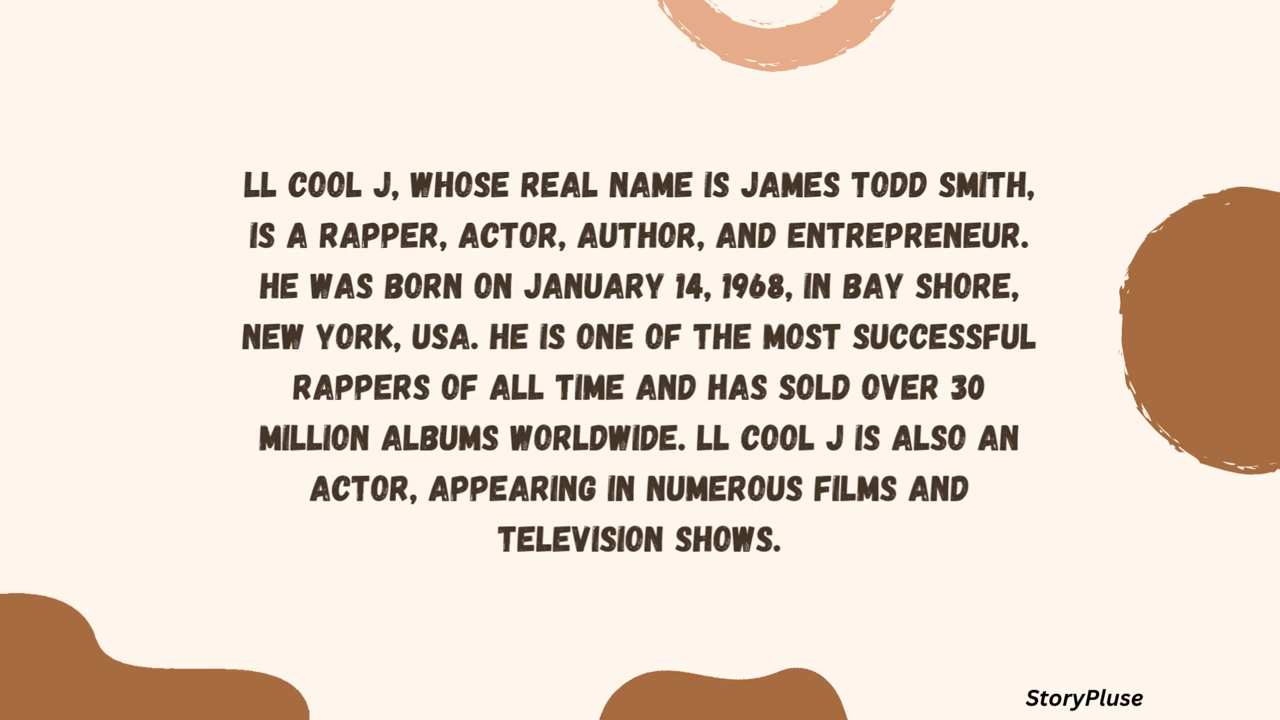 LL COOL J, WHOSE REAL NAME IS JAMES TODD SMITH,
IS A RAPPER, ACTOR, AUTHOR, AND ENTREPRENEUR.
HE WAS BORN ON JANUARY 14, 1968, IN BAY SHORE,
NEW YORK, USA. HE IS ONE OF THE MOST SUCCESSFUL
RAPPERS OF ALL TIME AND HAS SOLD OVER 30
MILLION ALBUMS WORLDWIDE. LL COOL J IS ALSO AN
ACTOR, APPEARING IN NUMEROUS FILMS AND
TELEVISION SHOWS.
StoryPluse